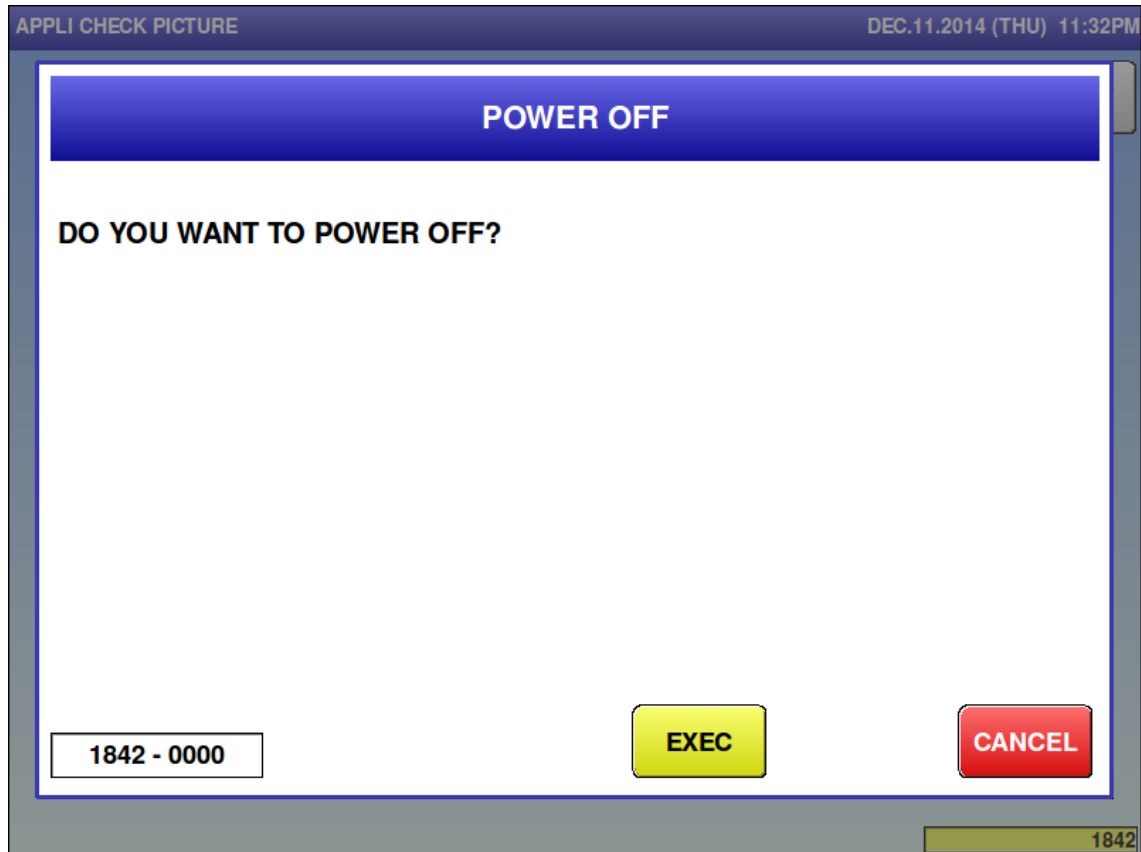 APPLI CHECK PICTURE DEC.11.2014 (THU) 11:32PM
POWER OFF
DO YOU WANT TO POWER OFF?
1842 - 0000 EXEC CANCEL
1842